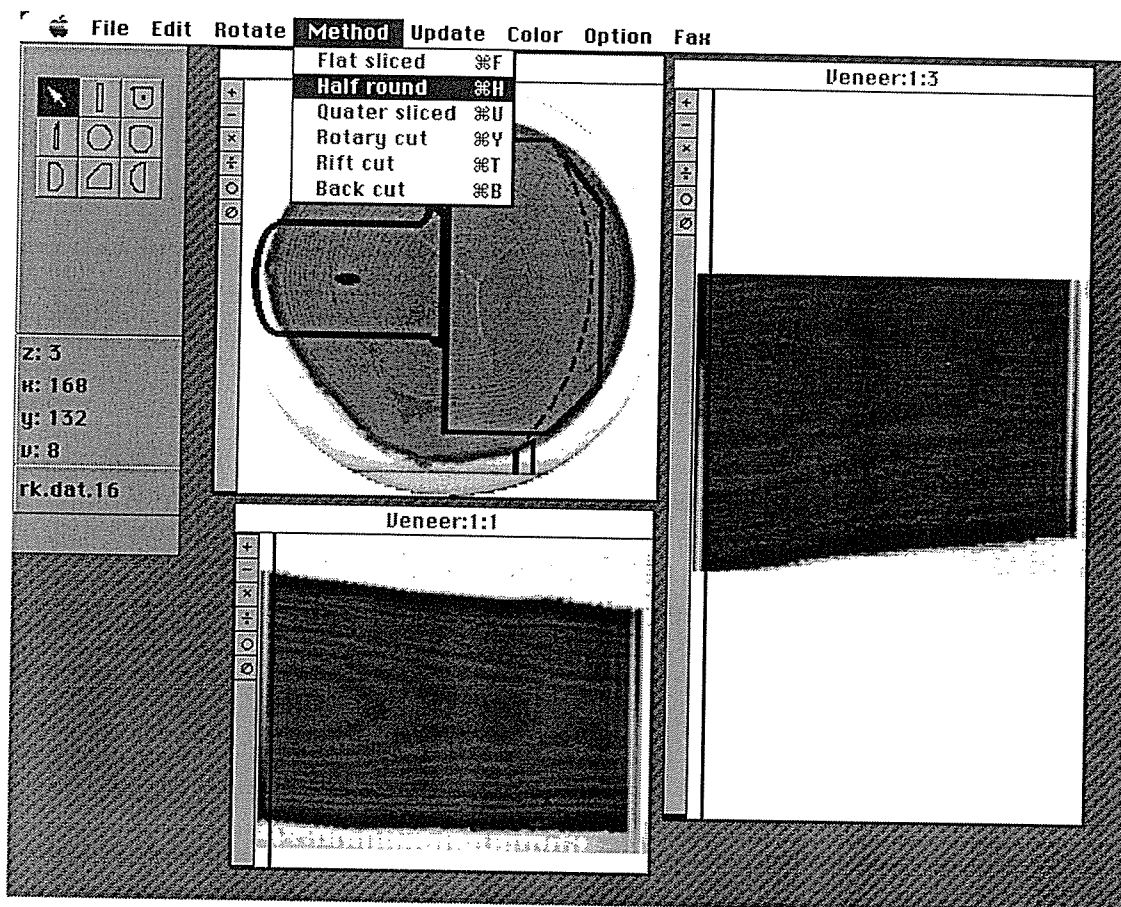 File Edit Rotate Method Update Color Option Fax
Flat sliced ⌘F
Half round ⌘H
Quater sliced ⌘U
Rotary cut ⌘Y
Rift cut ⌘T
Back cut ⌘B
Veneer:1:3
z: 3
x: 168
y: 132
v: 8
rk.dat.16
Veneer:1:1